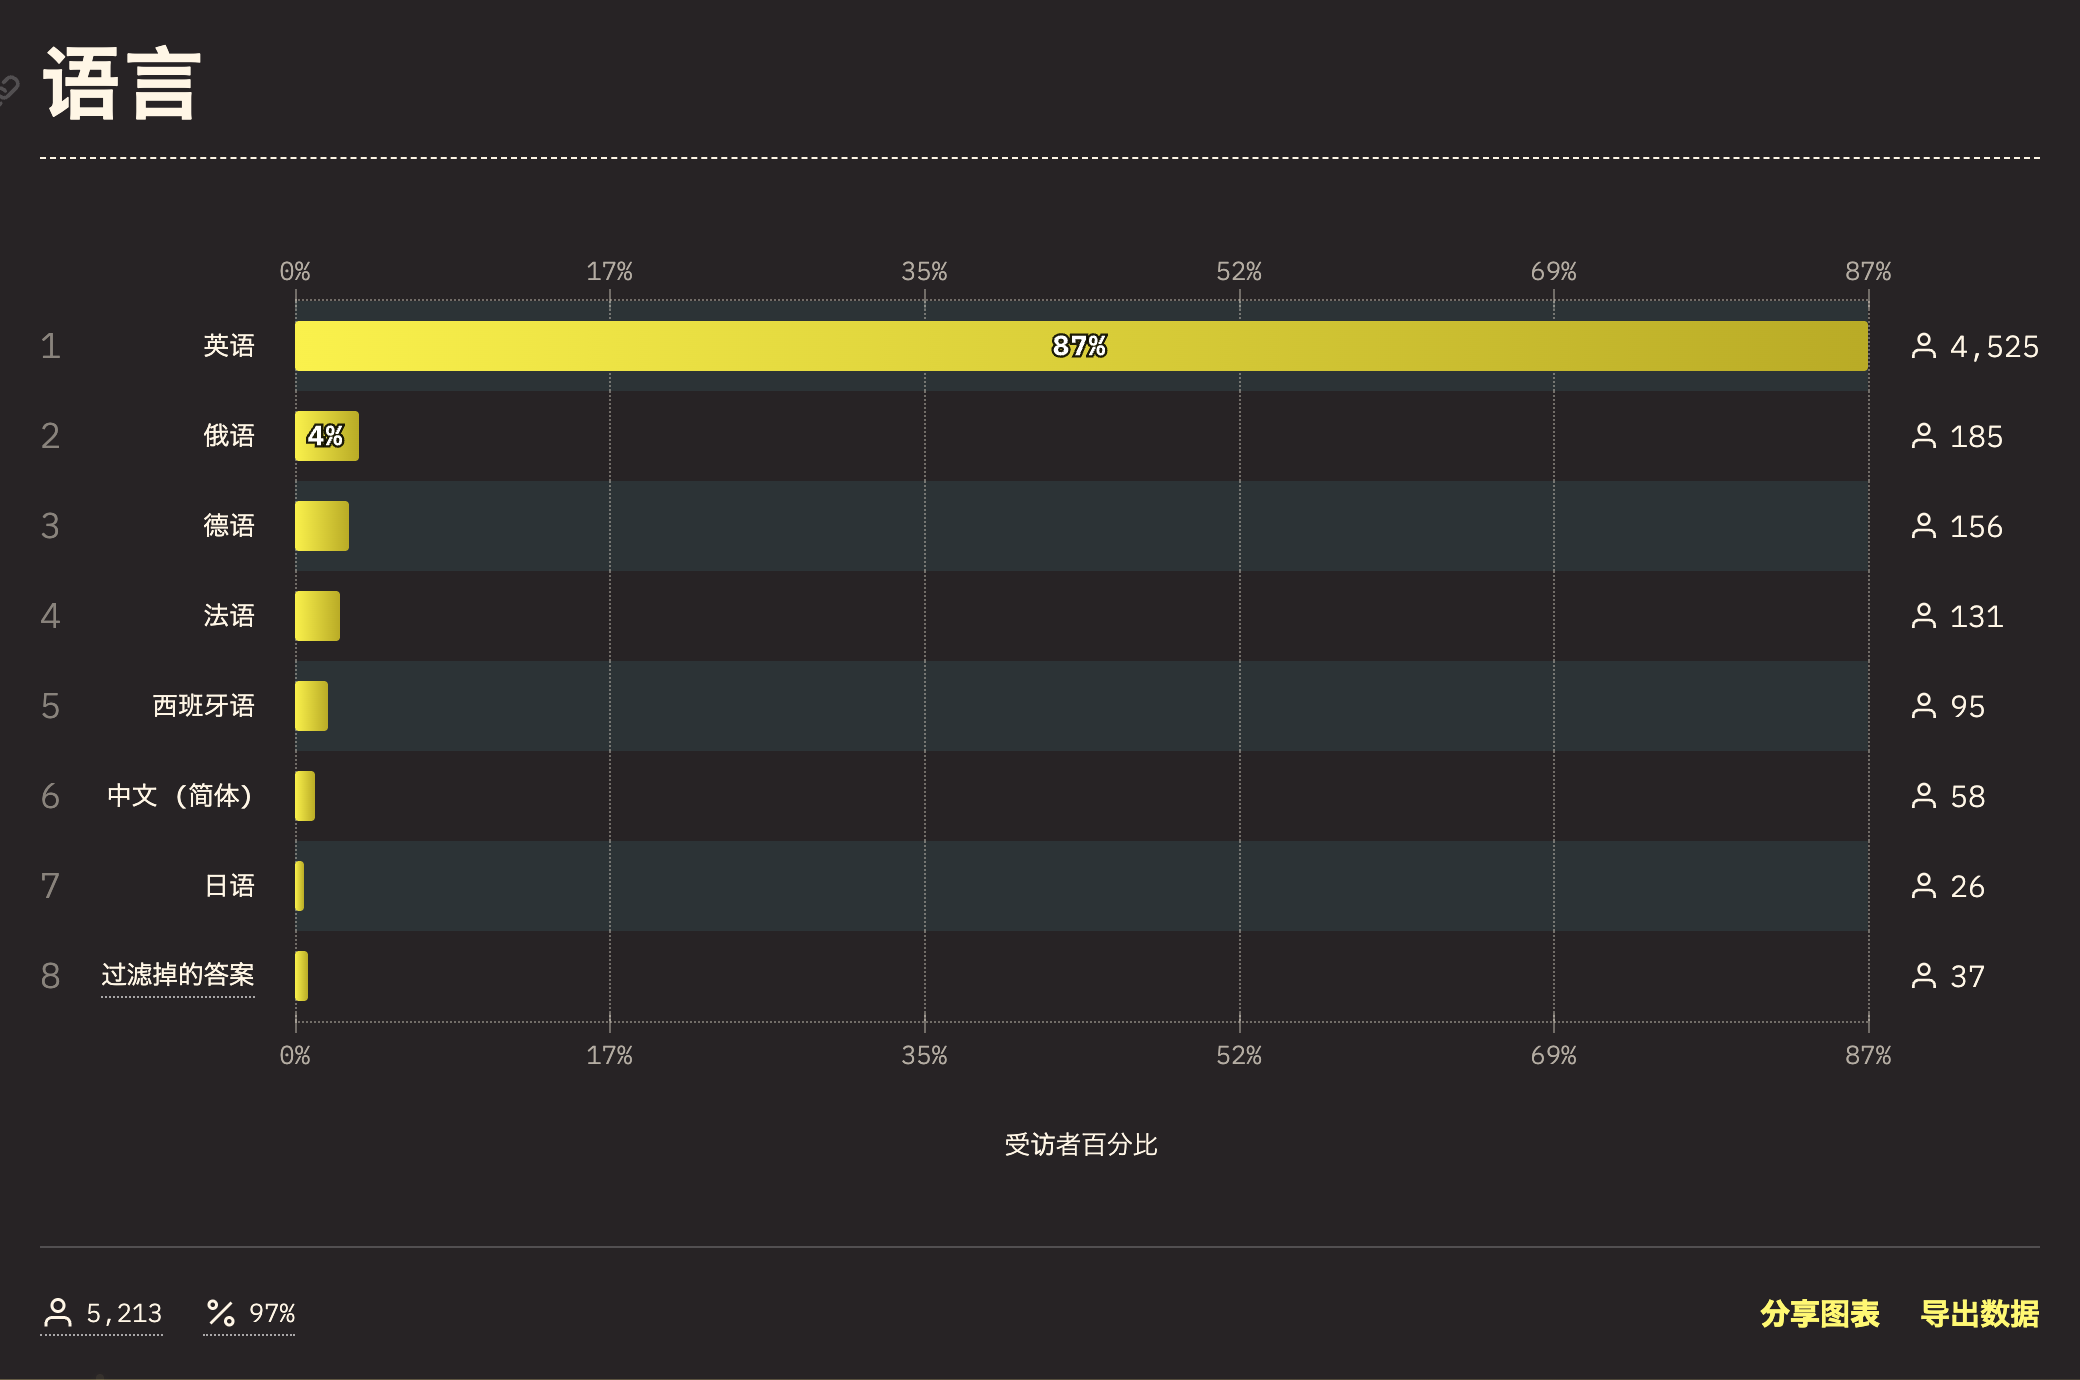 语言
0% 17% 35% 52% 69% 87%
1 英语 87% 4,525
2 俄语 4% 185
3 德语 156
4 法语 131
5 西班牙语 95
6 中文 (简体) 58
7 日语 26
8 过滤掉的答案 37
0% 17% 35% 52% 69% 87%
受访者百分比
5,213 97% 分享图表 导出数据